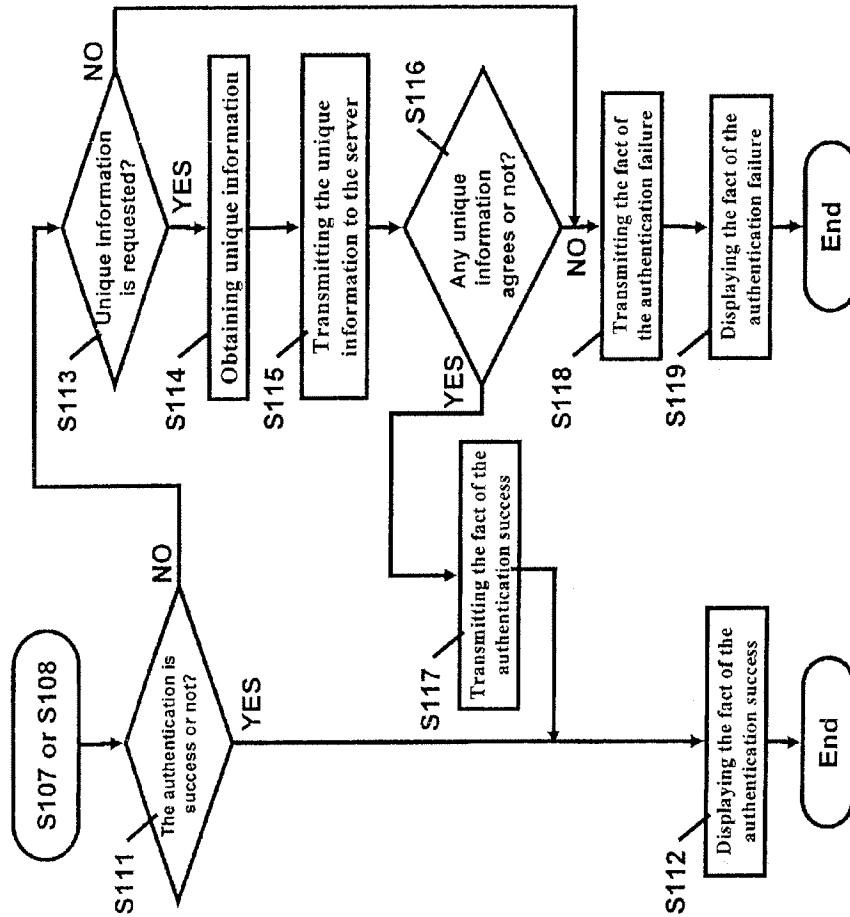 S107 or S108
S111
The authentication is
success or not?
NO
YES
S113
Unique Information
is requested?
NO
YES
S114
Obtaining unique information
S115
Transmitting the unique
information to the server
S116
Any unique
information
agrees or not?
YES
NO
S117
Transmitting the fact of the
authentication success
S118
Transmitting the fact of
the authentication failure
S119
Displaying the fact of the
authentication failure
End
S112
Displaying the fact of the
authentication success
End